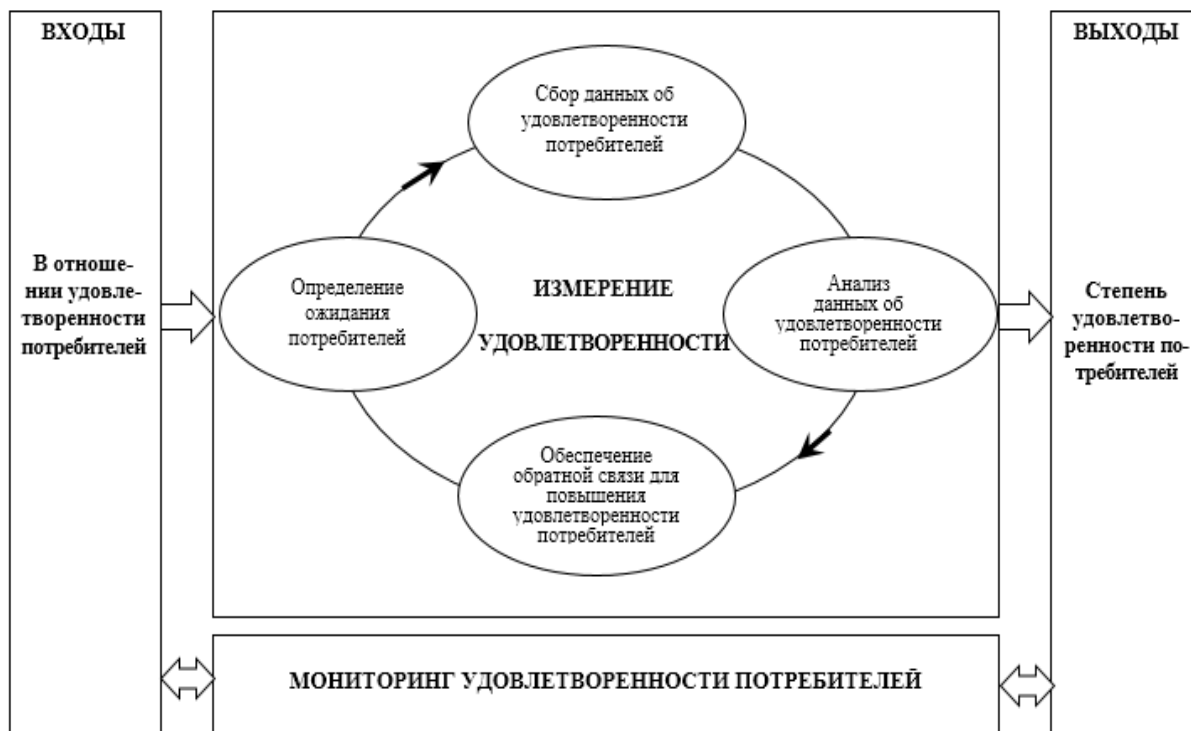 ВХОДЫ
В отноше-
нии удовле-
творенности
потребителей
Сбор данных об
удовлетворенности
потребителей
Определение
ожидания
потребителей
ИЗМЕРЕНИЕ
УДОВЛЕТВОРЕННОСТИ
Анализ
данных об
удовлетворенности
потребителей
Обеспечение
обратной связи для
повышения
удовлетворенности
потребителей
ВЫХОДЫ
Степень
удовлетво-
ренности по-
требителей
МОНИТОРИНГ УДОВЛЕТВОРЕННОСТИ ПОТРЕБИТЕЛЕЙ